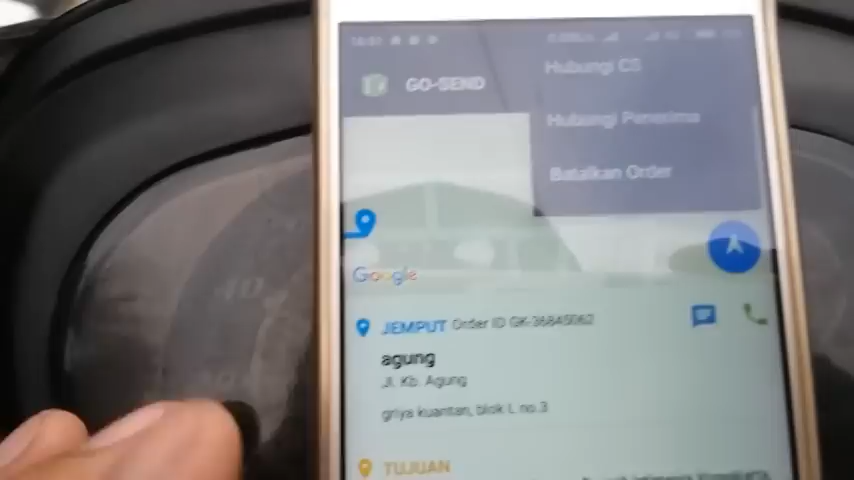 GO-SEND
Hubungi CS
Hubungi Penerima
Batalkan Order
Google
JEMPUT Order ID GK-36845062
agung
Jl. Kb. Agung
griya kuantan, blok L no.3
TUJUAN